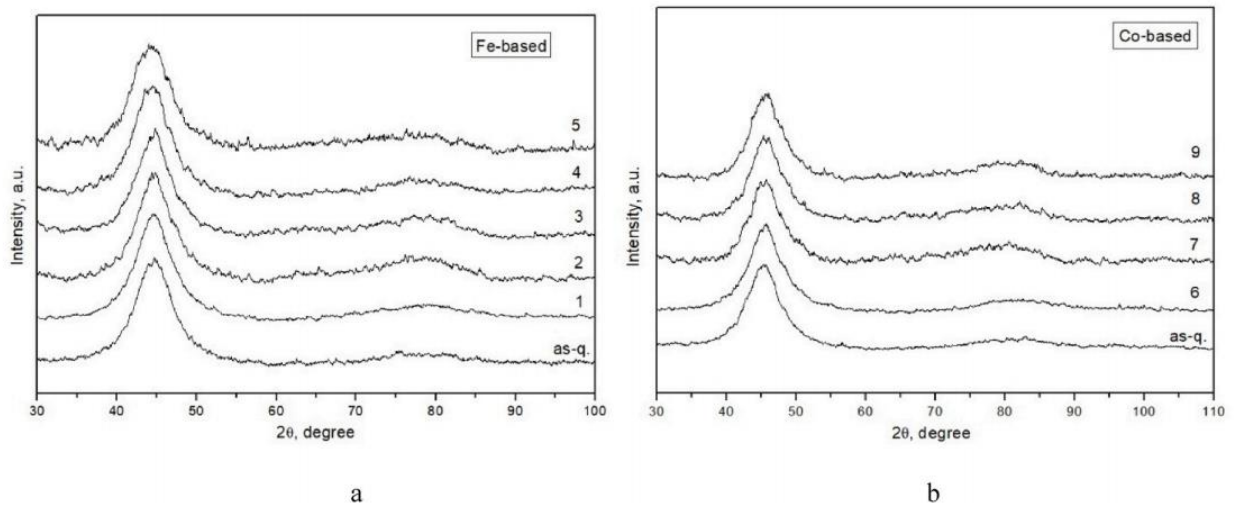 Fe-based
Intensity, a.u.
5
4
3
2
1
as-q.
30 40 50 60 70 80 90 100
2θ, degree
a
Co-based
Intensity, a.u.
9
8
7
6
as-q.
30 40 50 60 70 80 90 100 110
2θ, degree
b